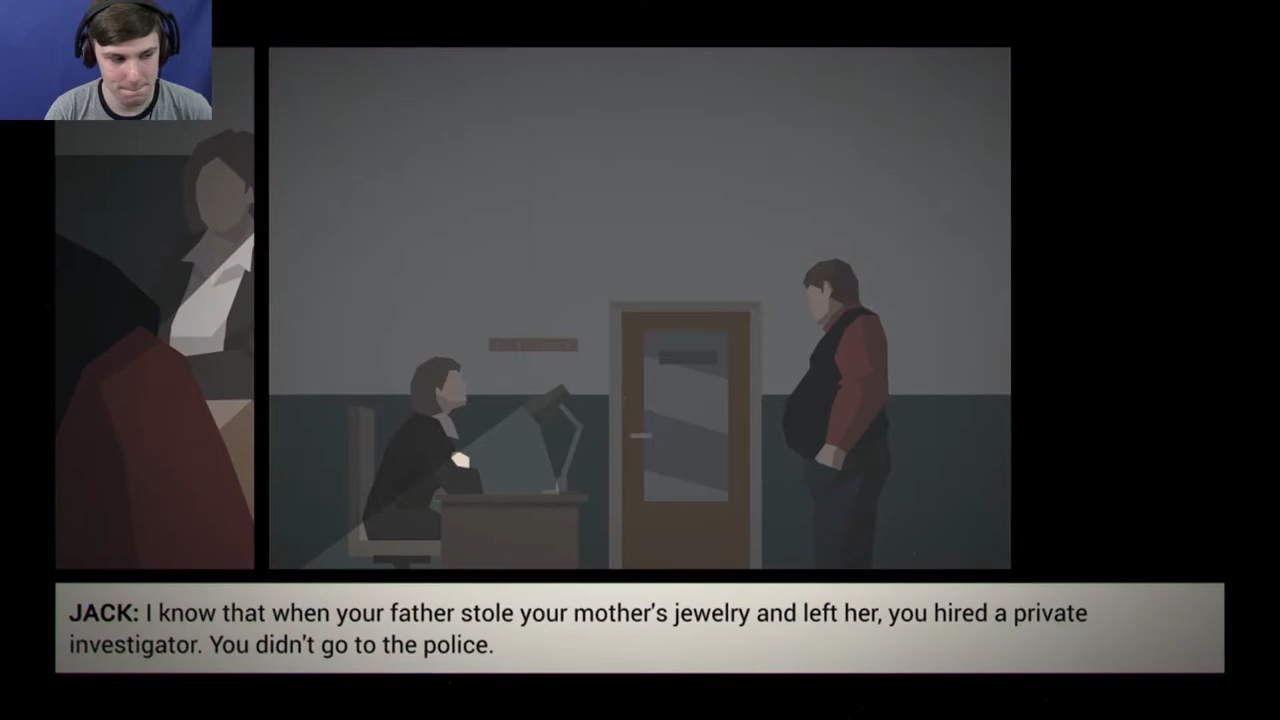 JACK: I know that when your father stole your mother's jewelry and left her, you hired a private
investigator. You didn't go to the police.